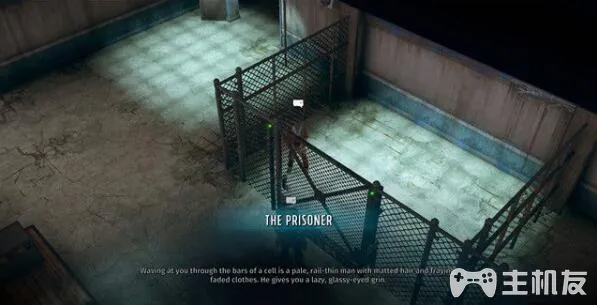 THE PRISONER
Waving at you through the bars of a cell is a pale, rail-thin man with matted hair and frayin
faded clothes. He gives you a lazy, glassy-eyed grin.
主机友